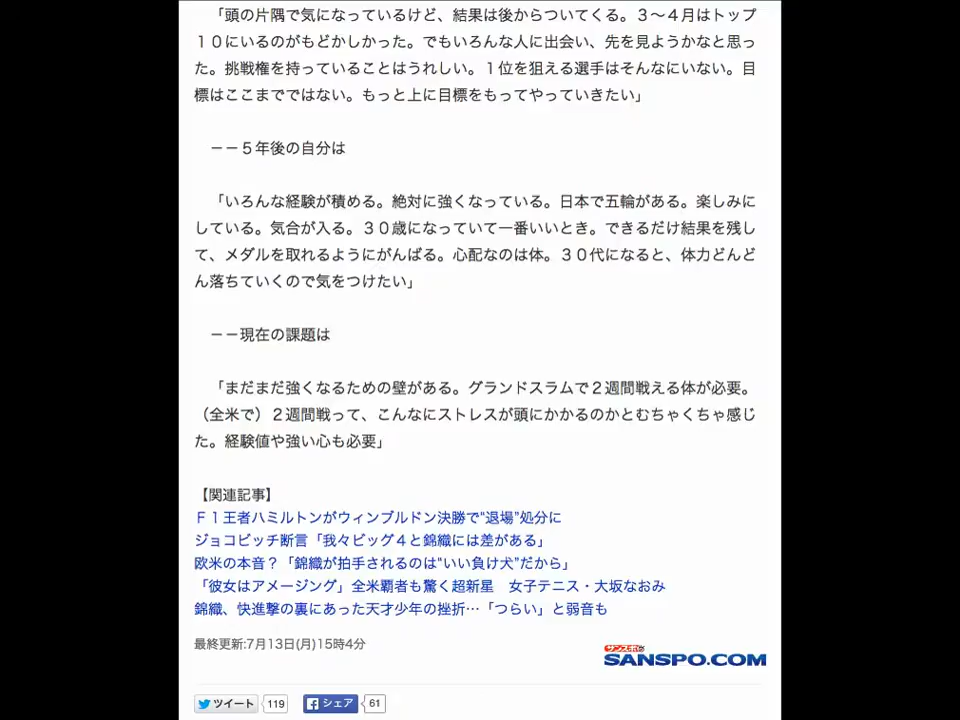 「頭の片隅で気になっているけど、結果は後からついてくる。３～４月はトップ
１０にいるのがもどかしかった。でもいろんな人に出会い、先を見ようかなと思っ
た。挑戦権を持っていることはうれしい。１位を狙える選手はそんなにいない。目
標はここまでではない。もっと上に目標をもってやっていきたい」
－－５年後の自分は
「いろんな経験が積める。絶対に強くなっている。日本で五輪がある。楽しみに
している。気合が入る。３０歳になっていて一番いいとき。できるだけ結果を残し
て、メダルを取れるようにがんばる。心配なのは体。３０代になると、体力どんど
ん落ちていくので気をつけたい」
－－現在の課題は
「まだまだ強くなるための壁がある。グランドスラムで２週間戦える体が必要。
（全米で）２週間戦って、こんなにストレスが頭にかかるのかとむちゃくちゃ感じ
た。経験値や強い心も必要」
【関連記事】
Ｆ１王者ハミルトンがウィンブルドン決勝で"退場"処分に
ジョコビッチ断言「我々ビッグ４と錦織には差がある」
欧米の本音？「錦織が拍手されるのは"いい負け犬"だから」
「彼女はアメージング」全米覇者も驚く超新星　女子テニス・大坂なおみ
錦織、快進撃の裏にあった天才少年の挫折…「つらい」と弱音も
最終更新:7月13日(月)15時4分
サンスポ
SANSPO.COM
ツイート 119 シェア 61